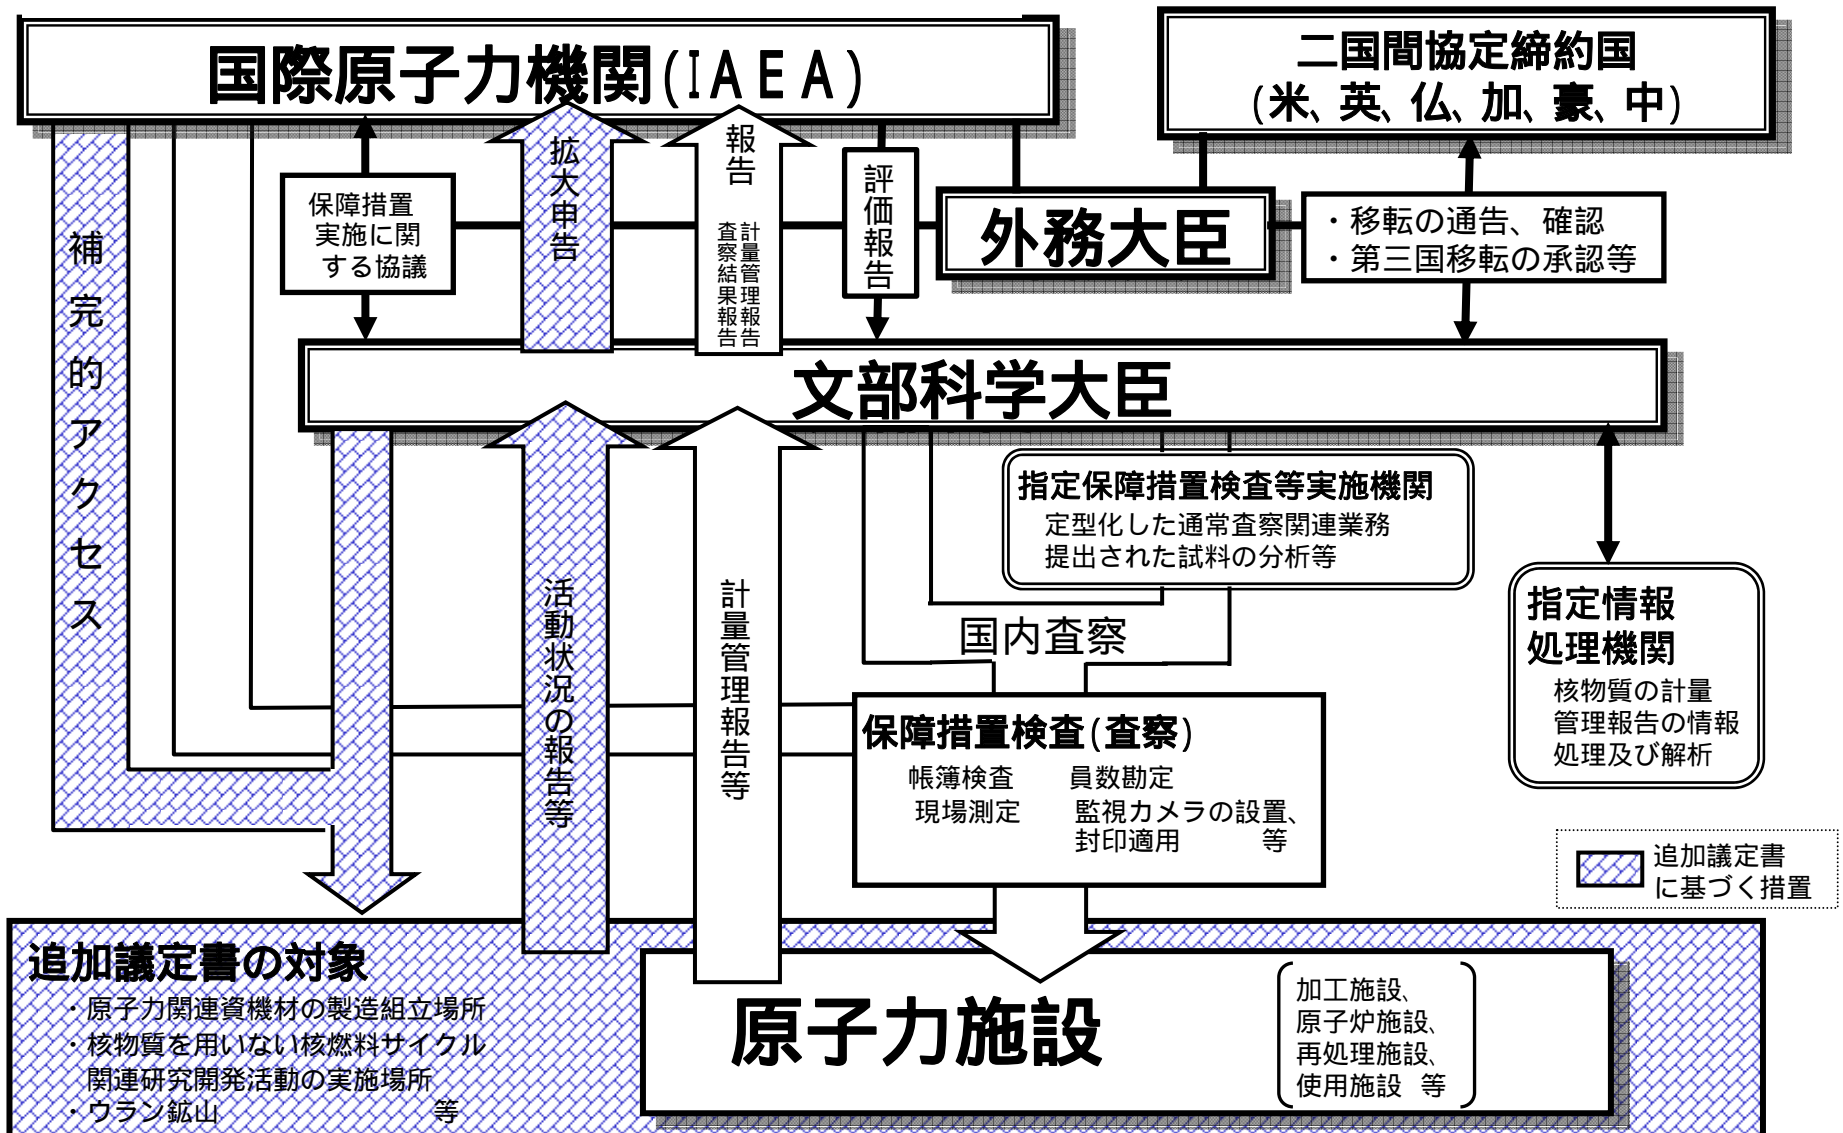 国際原子力機関(IAEA)
二国間協定締約国
(米、英、仏、加、豪、中)
補完的アクセス
保障措置
実施に関
する協議
拡大申告
報告
計量管理報告
査察結果報告
評価報告
外務大臣
・移転の通告、確認
・第三国移転の承認等
文部科学大臣
指定保障措置検査等実施機関
定型化した通常査察関連業務
提出された試料の分析等
指定情報
処理機関
核物質の計量
管理報告の情報
処理及び解析
活動状況の報告等
計量管理報告等
国内査察
保障措置検査(査察)
帳簿検査 員数勘定
現場測定 監視カメラの設置、
封印適用 等
追加議定書
に基づく措置
追加議定書の対象
・原子力関連資機材の製造組立場所
・核物質を用いない核燃料サイクル
関連研究開発活動の実施場所
・ウラン鉱山 等
原子力施設
加工施設、
原子炉施設、
再処理施設、
使用施設 等